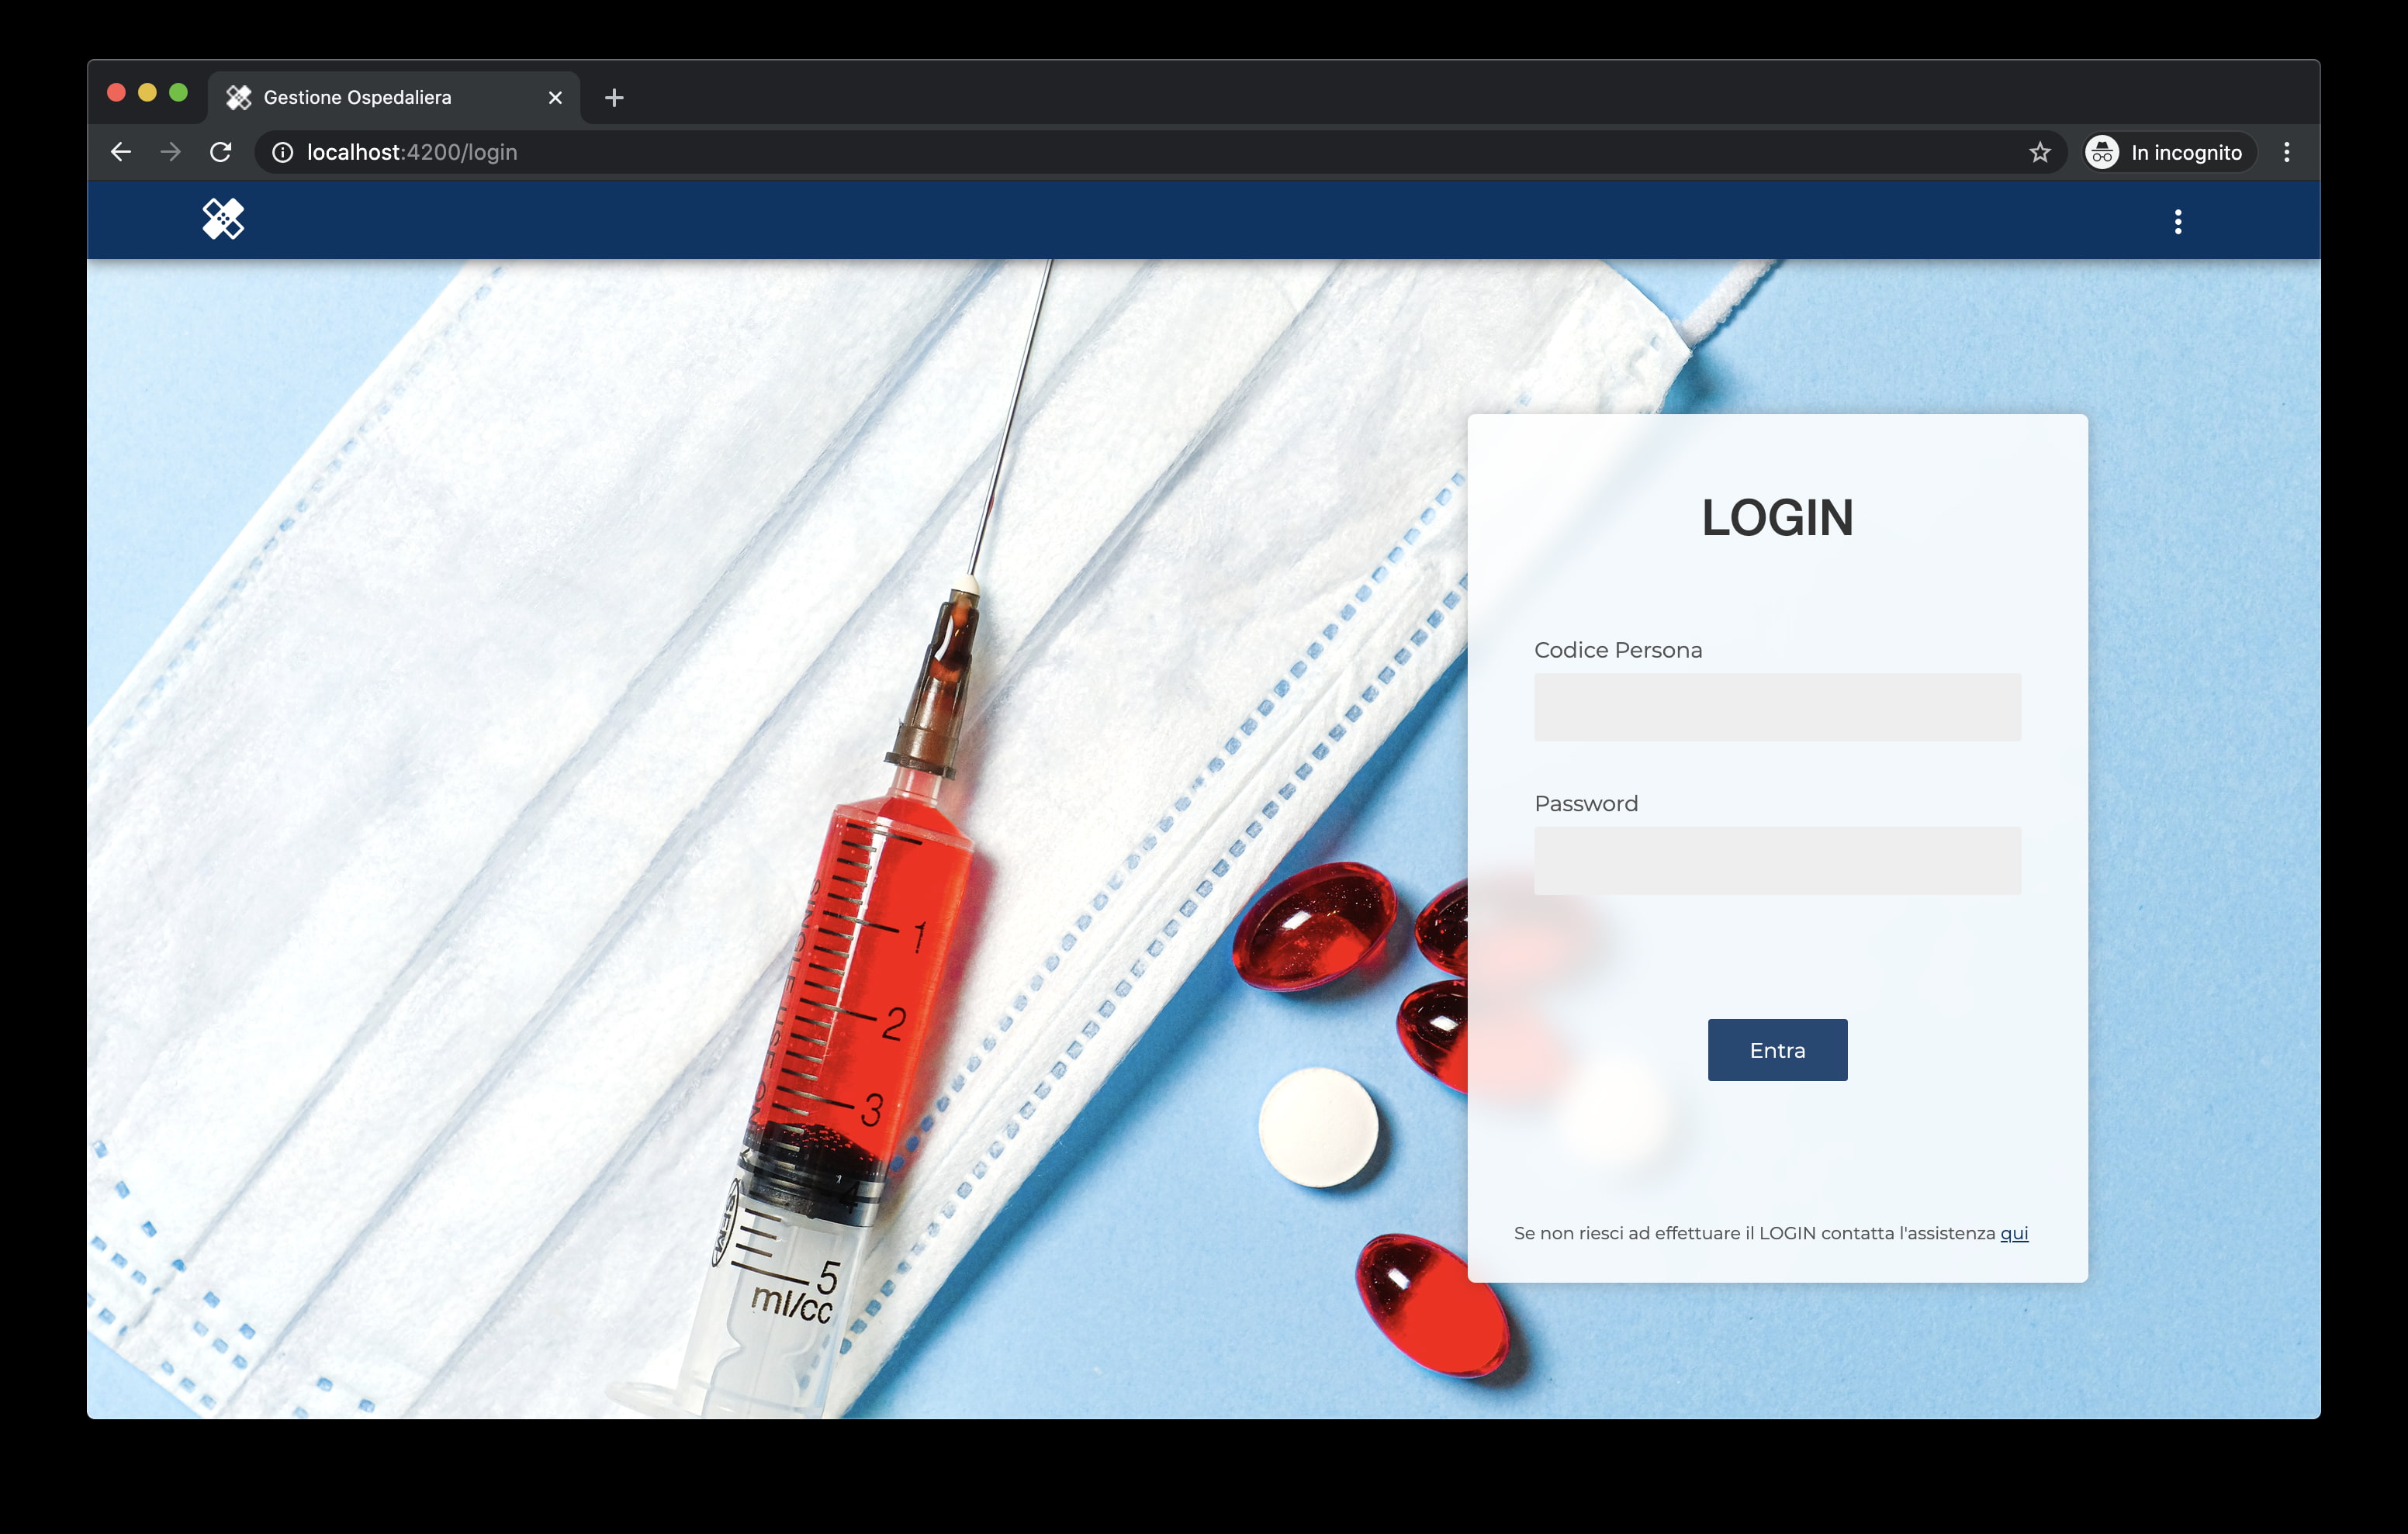 Gestione Ospedaliera
localhost:4200/login
In incognito
LOGIN
Codice Persona
Password
1
2
3
4
5
ml/cc
Entra
Se non riesci ad effettuare il LOGIN contatta l'assistenza qui